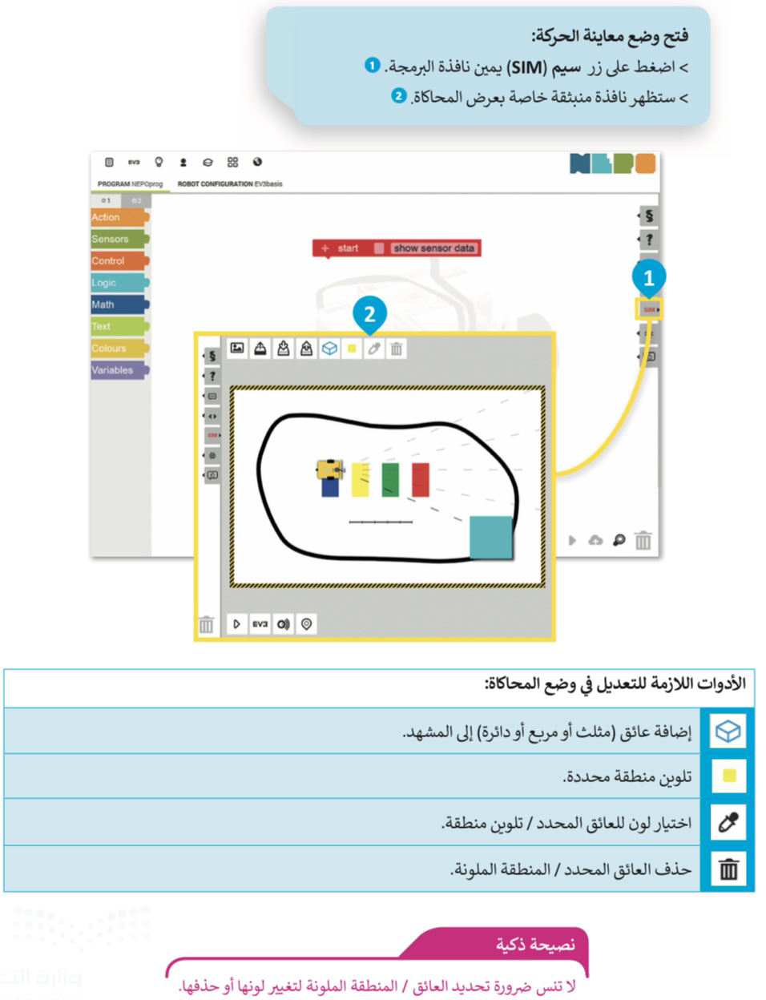 فتح وضع معاينة الحركة:
> اضغط على زر سيم (SIM) يمين نافذة البرمجة. 1
> ستظهر نافذة منبثقة خاصة بعرض المحاكاة. 2
EV3
NEPO
PROGRAM NEPOprog ROBOT CONFIGURATION EV3basis
1 2
Action
Sensors
Control
Logic
Math
Text
Colours
Variables
+ start show sensor data
§
?
1
SIM
2
§
?
SIM
EV3
الأدوات اللازمة للتعديل في وضع المحاكاة:
إضافة عائق (مثلث أو مربع أو دائرة) إلى المشهد.
تلوين منطقة محددة.
اختيار لون للعائق المحدد / تلوين منطقة.
حذف العائق المحدد / المنطقة الملونة.
نصيحة ذكية
لا تنس ضرورة تحديد العائق / المنطقة الملونة لتغيير لونها أو حذفها.